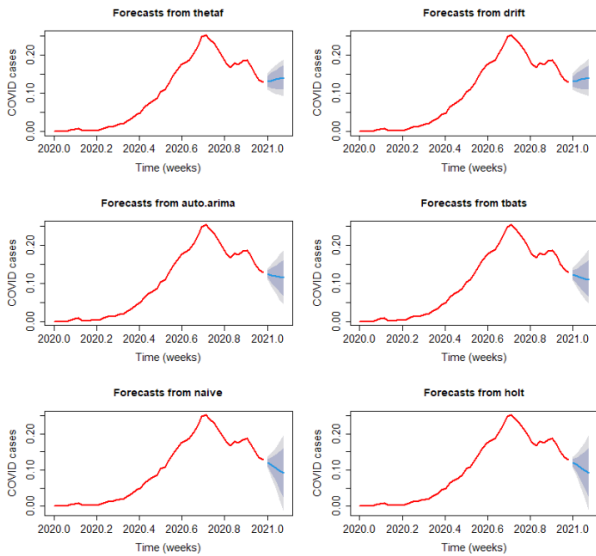 Forecasts from thetaf
COVID cases
0.00 0.10 0.20
2020.0 2020.2 2020.4 2020.6 2020.8 2021.0
Time (weeks)
Forecasts from drift
COVID cases
0.00 0.10 0.20
2020.0 2020.2 2020.4 2020.6 2020.8 2021.0
Time (weeks)
Forecasts from auto.arima
COVID cases
0.00 0.10 0.20
2020.0 2020.2 2020.4 2020.6 2020.8 2021.0
Time (weeks)
Forecasts from tbats
COVID cases
0.00 0.10 0.20
2020.0 2020.2 2020.4 2020.6 2020.8 2021.0
Time (weeks)
Forecasts from naive
COVID cases
0.00 0.10 0.20
2020.0 2020.2 2020.4 2020.6 2020.8 2021.0
Time (weeks)
Forecasts from holt
COVID cases
0.00 0.10 0.20
2020.0 2020.2 2020.4 2020.6 2020.8 2021.0
Time (weeks)